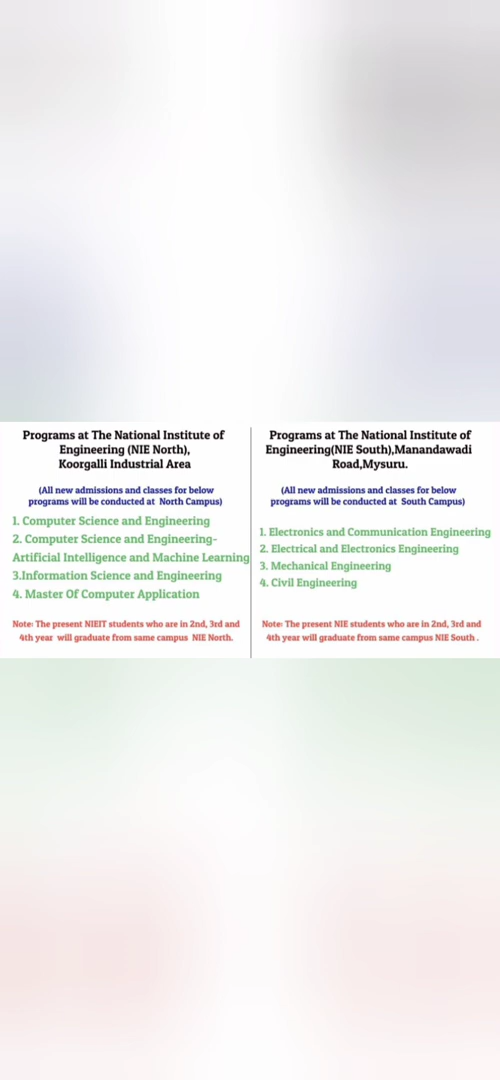 Programs at The National Institute of
Engineering (NIE North),
Koorgalli Industrial Area
(All new admissions and classes for below
programs will be conducted at North Campus)
1. Computer Science and Engineering
2. Computer Science and Engineering-
Artificial Intelligence and Machine Learning
3.Information Science and Engineering
4. Master Of Computer Application
Note: The present NIEIT students who are in 2nd, 3rd and
4th year will graduate from same campus NIE North.
Programs at The National Institute of
Engineering(NIE South),Manandawadi
Road,Mysuru.
(All new admissions and classes for below
programs will be conducted at South Campus)
1. Electronics and Communication Engineering
2. Electrical and Electronics Engineering
3. Mechanical Engineering
4. Civil Engineering
Note: The present NIE students who are in 2nd, 3rd and
4th year will graduate from same campus NIE South .